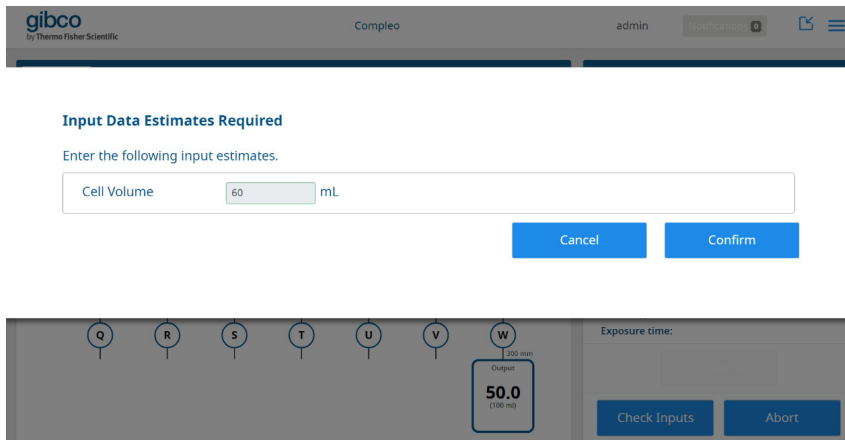 gibco
by Thermo Fisher Scientific
Compleo
admin
Notifications 0
Input Data Estimates Required
Enter the following input estimates.
Cell Volume 60 mL
Cancel
Confirm
Q R S T U V W
300 mm
Output
50.0
(100 ml)
Exposure time:
Check Inputs
Abort